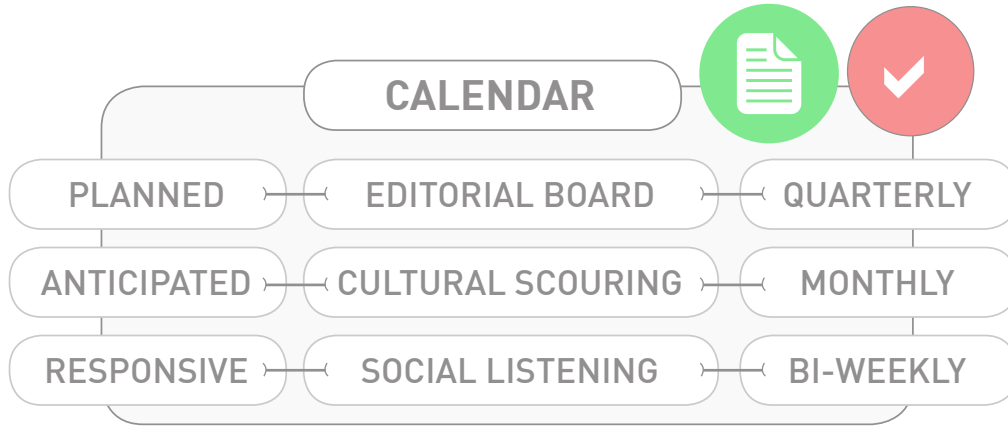 CALENDAR
PLANNED EDITORIAL BOARD QUARTERLY
ANTICIPATED CULTURAL SCOURING MONTHLY
RESPONSIVE SOCIAL LISTENING BI-WEEKLY